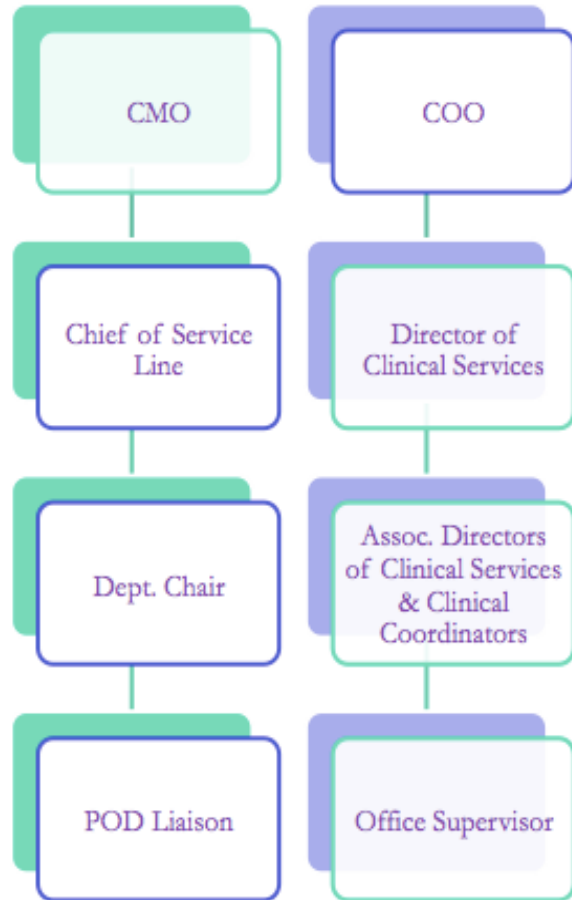 CMO
COO
Chief of Service
Line
Director of
Clinical Services
Dept. Chair
Assoc. Directors
of Clinical Services
& Clinical
Coordinators
POD Liaison
Office Supervisor